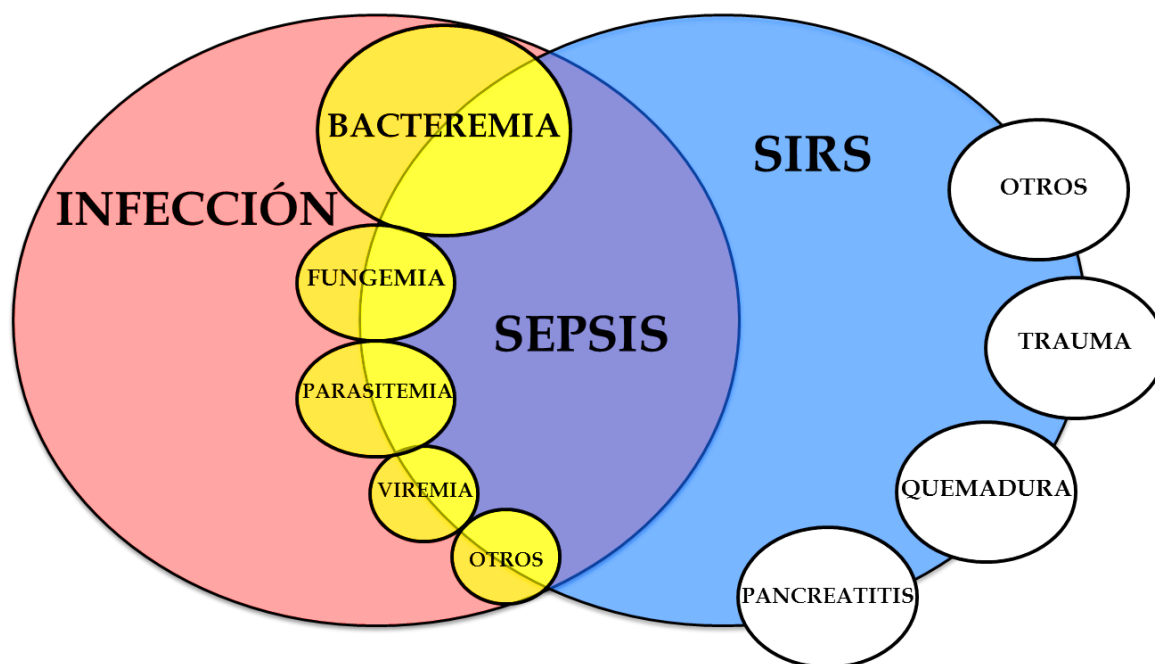 BACTEREMIA
SIRS
OTROS
INFECCIÓN
FUNGEMIA
SEPSIS
TRAUMA
PARASITEMIA
VIREMIA
QUEMADURA
OTROS
PANCREATITIS